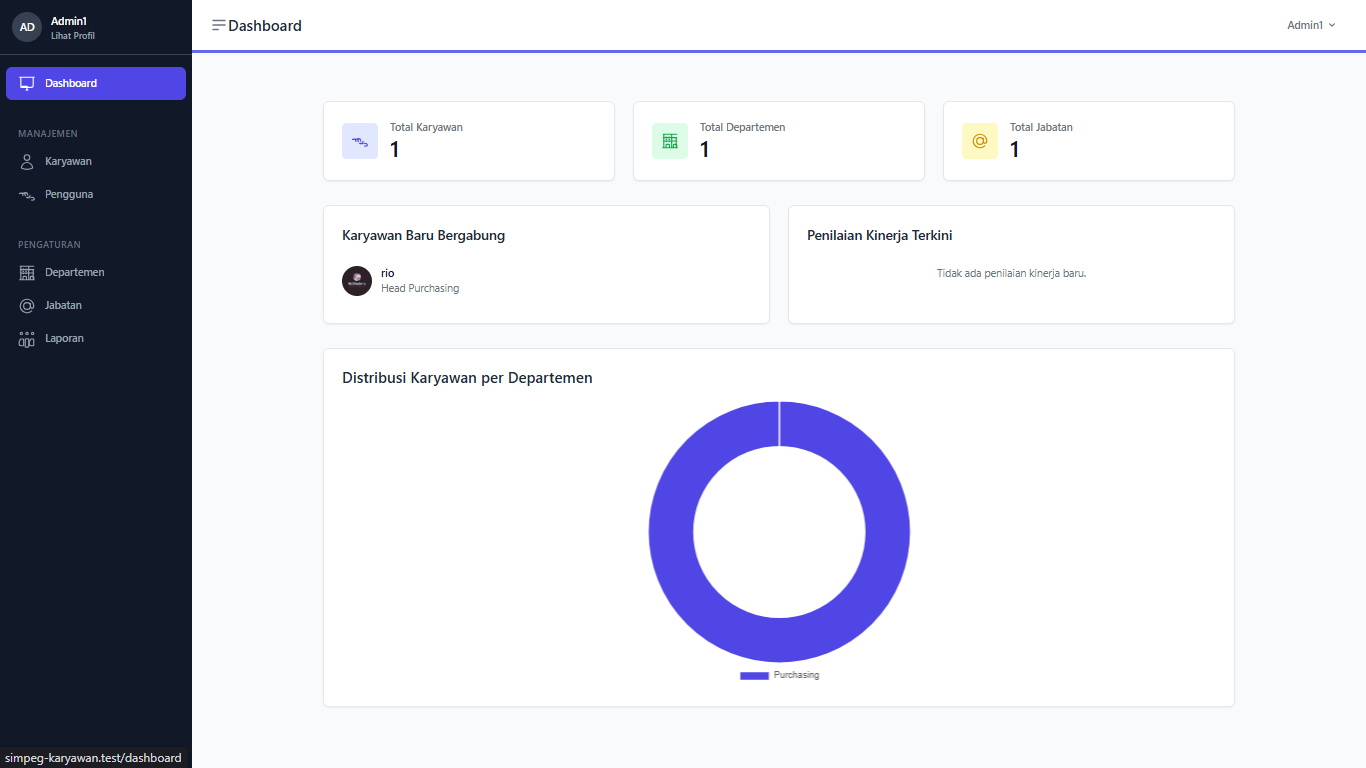 AD
Admin1
Lihat Profil
Dashboard
MANAJEMEN
Karyawan
Pengguna
PENGATURAN
Departemen
Jabatan
Laporan
simpeg-karyawan.test/dashboard
Dashboard
Admin1
Total Karyawan
1
Total Departemen
1
Total Jabatan
1
Karyawan Baru Bergabung
rio
Head Purchasing
Penilaian Kinerja Terkini
Tidak ada penilaian kinerja baru.
Distribusi Karyawan per Departemen
Purchasing